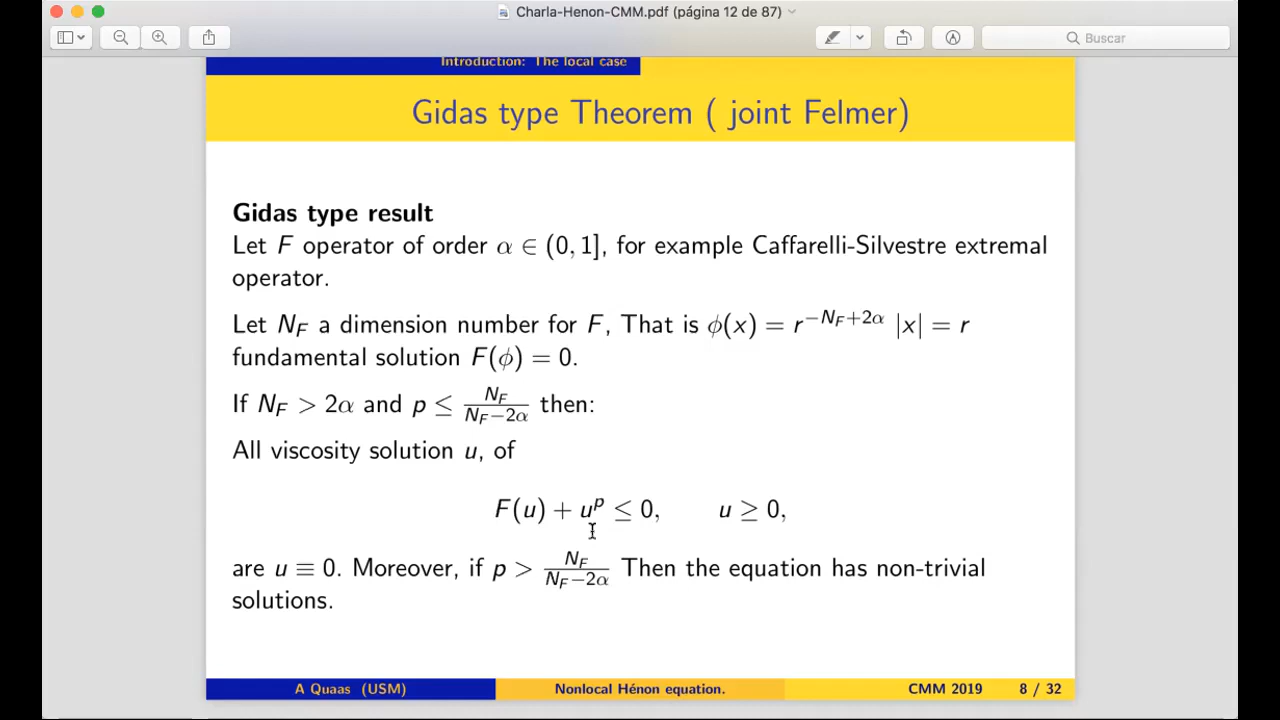 Charla-Henon-CMM.pdf (página 12 de 87)
Buscar
Introduction: The local case
Gidas type Theorem ( joint Felmer)
Gidas type result
Let F operator of order α ∈ (0, 1], for example Caffarelli-Silvestre extremal
operator.
Let N_F a dimension number for F, That is ϕ(x) = r^{−N_F+2α} |x| = r
fundamental solution F(ϕ) = 0.
If N_F > 2α and p ≤ N_F/(N_F−2α) then:
All viscosity solution u, of
F(u) + u^p ≤ 0, u ≥ 0,
are u ≡ 0. Moreover, if p > N_F/(N_F−2α) Then the equation has non-trivial
solutions.
A Quaas (USM) Nonlocal Hénon equation. CMM 2019 8 / 32